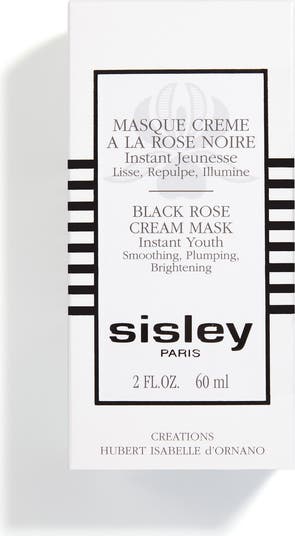 MASQUE CREME
A LA ROSE NOIRE
Instant Jeunesse
Lisse, Repulpe, Illumine
BLACK ROSE
CREAM MASK
Instant Youth
Smoothing, Plumping,
Brightening
sisley
PARIS
2 FL.OZ. 60 ml
CREATIONS
HUBERT ISABELLE d'ORNANO